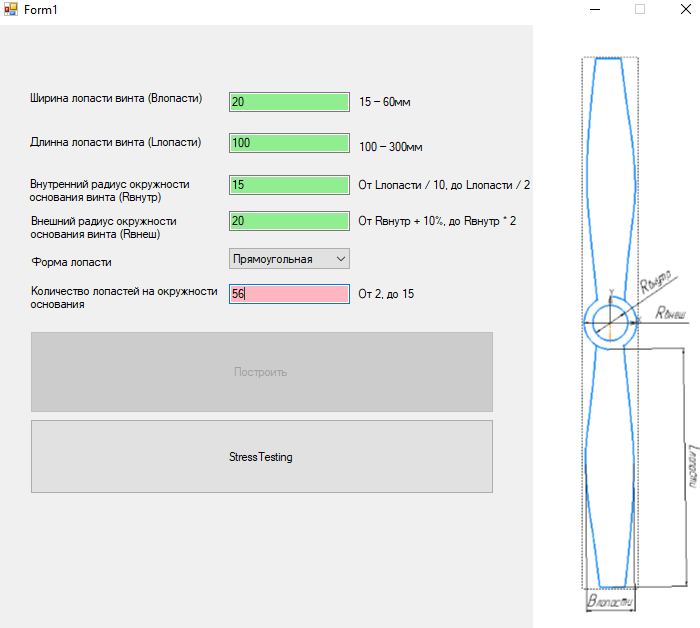 Form1
Ширина лопасти винта (Влопасти)
20
15 – 60мм
Длинна лопасти винта (Lлопасти)
100
100 – 300мм
Внутренний радиус окружности
основания винта (Rвнутр)
15
От Lлопасти / 10, до Lлопасти / 2
Внешний радиус окружности
основания винта (Rвнеш)
20
От Rвнутр + 10%, до Rвнутр * 2
Форма лопасти
Прямоугольная
Количество лопастей на окружности
основания
56
От 2, до 15
Построить
StressTesting
Rвнутр
Y
Rвнеш
Lлопасти
Влопасти